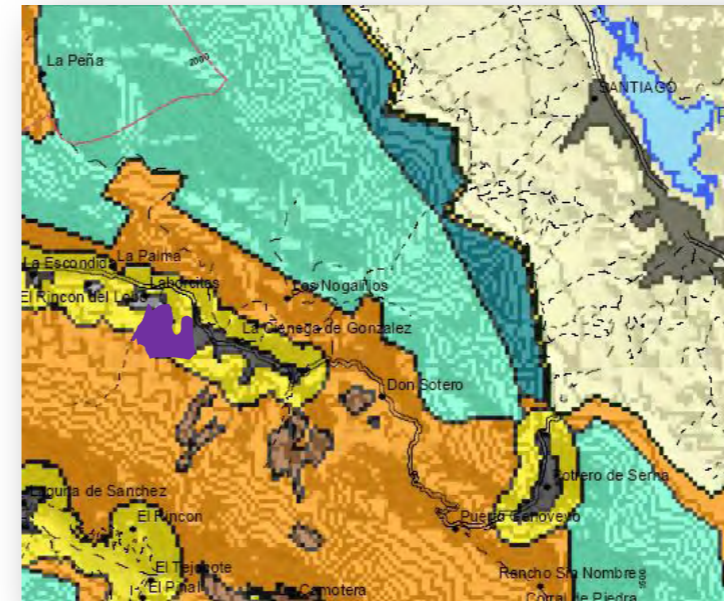 La Peña
2000
SANTIAGO
La Escondida
La Palma
Laborcitas
El Rincon del
Los Nogalitos
La Cienega de Gonzalez
Don Sotero
Potrero de Serna
Laguna de Sanchez
El Rincon
Puerto Genovevo
El Tejocote
El Pinal
Camotera
Rancho Sin Nombre
Corral de Piedra